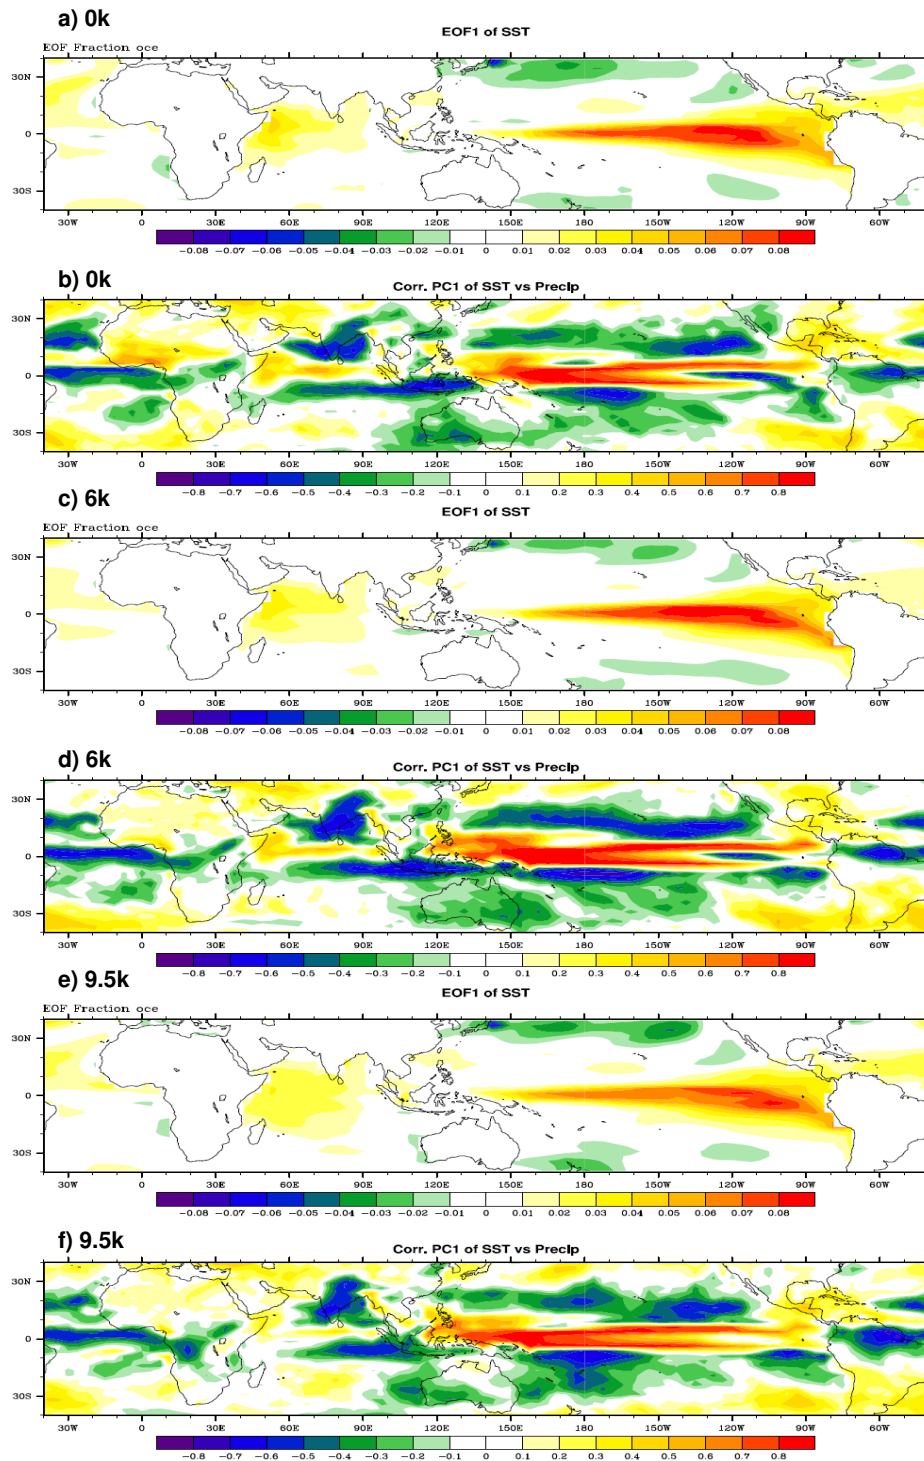 a) 0k
EOF1 of SST
EOF Fraction oce
30N
0
30S
30W 0 30E 60E 90E 120E 150E 180E 150W 120W 90W 60W
−0.08 −0.07 −0.06 −0.05 −0.04 −0.03 −0.02 −0.01 0 0.01 0.02 0.03 0.04 0.05 0.06 0.07 0.08
b) 0k
Corr. PC1 of SST vs Precip
30N
0
30S
30W 0 30E 60E 90E 120E 150E 180E 150W 120W 90W 60W
−0.8 −0.7 −0.6 −0.5 −0.4 −0.3 −0.2 −0.1 0 0.1 0.2 0.3 0.4 0.5 0.6 0.7 0.8
c) 6k
EOF1 of SST
EOF Fraction oce
30N
0
30S
30W 0 30E 60E 90E 120E 150E 180E 150W 120W 90W 60W
−0.08 −0.07 −0.06 −0.05 −0.04 −0.03 −0.02 −0.01 0 0.01 0.02 0.03 0.04 0.05 0.06 0.07 0.08
d) 6k
Corr. PC1 of SST vs Precip
30N
0
30S
30W 0 30E 60E 90E 120E 150E 180E 150W 120W 90W 60W
−0.8 −0.7 −0.6 −0.5 −0.4 −0.3 −0.2 −0.1 0 0.1 0.2 0.3 0.4 0.5 0.6 0.7 0.8
e) 9.5k
EOF1 of SST
EOF Fraction oce
30N
0
30S
30W 0 30E 60E 90E 120E 150E 180E 150W 120W 90W 60W
−0.08 −0.07 −0.06 −0.05 −0.04 −0.03 −0.02 −0.01 0 0.01 0.02 0.03 0.04 0.05 0.06 0.07 0.08
f) 9.5k
Corr. PC1 of SST vs Precip
30N
0
30S
30W 0 30E 60E 90E 120E 150E 180E 150W 120W 90W 60W
−0.8 −0.7 −0.6 −0.5 −0.4 −0.3 −0.2 −0.1 0 0.1 0.2 0.3 0.4 0.5 0.6 0.7 0.8